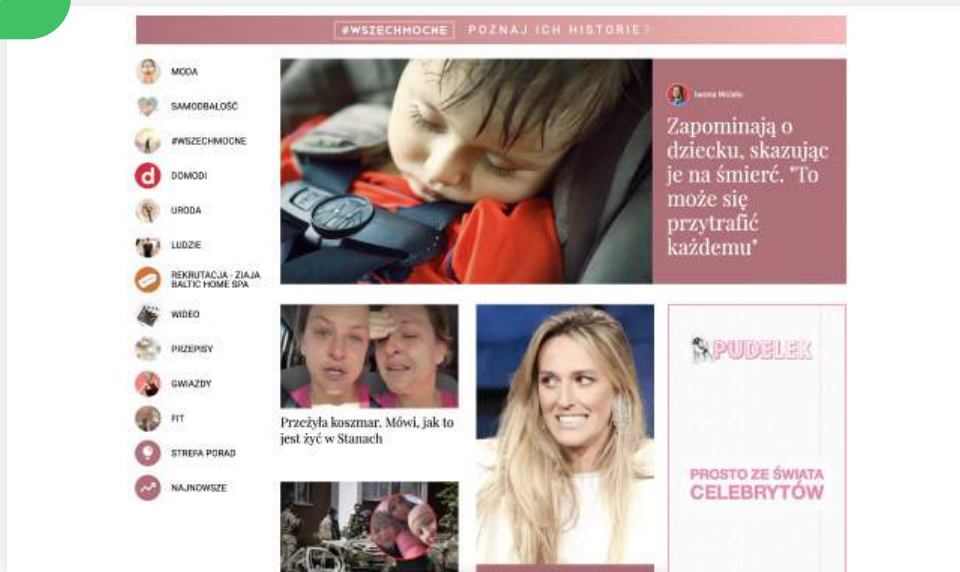 #WSZECHMOCNE POZNAJ ICH HISTORIE
MODA
SAMODBAŁOŚĆ
#WSZECHMOCNE
DOMODI
URODA
LUDZIE
REKRUTACJA - ZIAJA
BALTIC HOME SPA
WIDEO
PRZEPISY
GWIAZDY
FIT
STREFA PORAD
NAJNOWSZE
Iwona
Zapominają o
dziecku, skazując
je na śmierć. "To
może się
przytrafić
każdemu"
Przeżyła koszmar. Mówi, jak to
jest żyć w Stanach
PUDELEK
PROSTO ZE ŚWIATA
CELEBRYTÓW